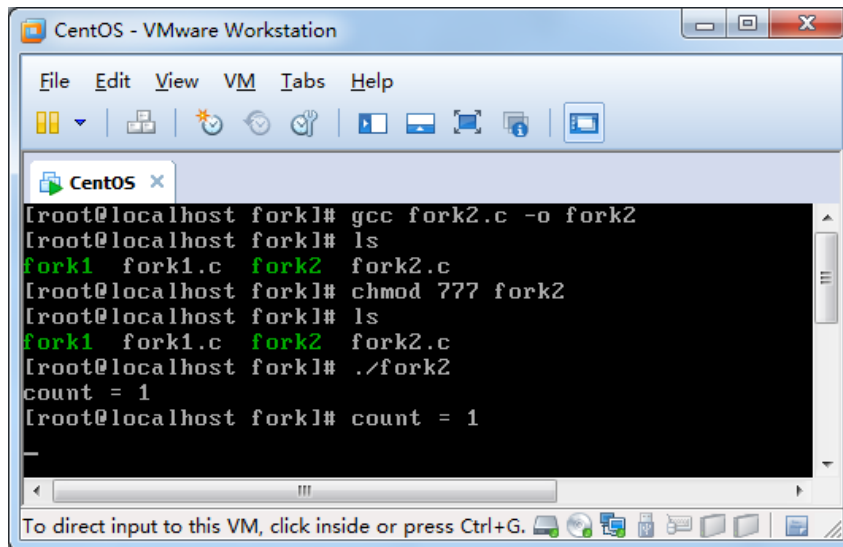 CentOS - VMware Workstation
File Edit View VM Tabs Help
CentOS
[root@localhost fork]# gcc fork2.c -o fork2
[root@localhost fork]# ls
fork1 fork1.c fork2 fork2.c
[root@localhost fork]# chmod 777 fork2
[root@localhost fork]# ls
fork1 fork1.c fork2 fork2.c
[root@localhost fork]# ./fork2
count = 1
[root@localhost fork]# count = 1
To direct input to this VM, click inside or press Ctrl+G.